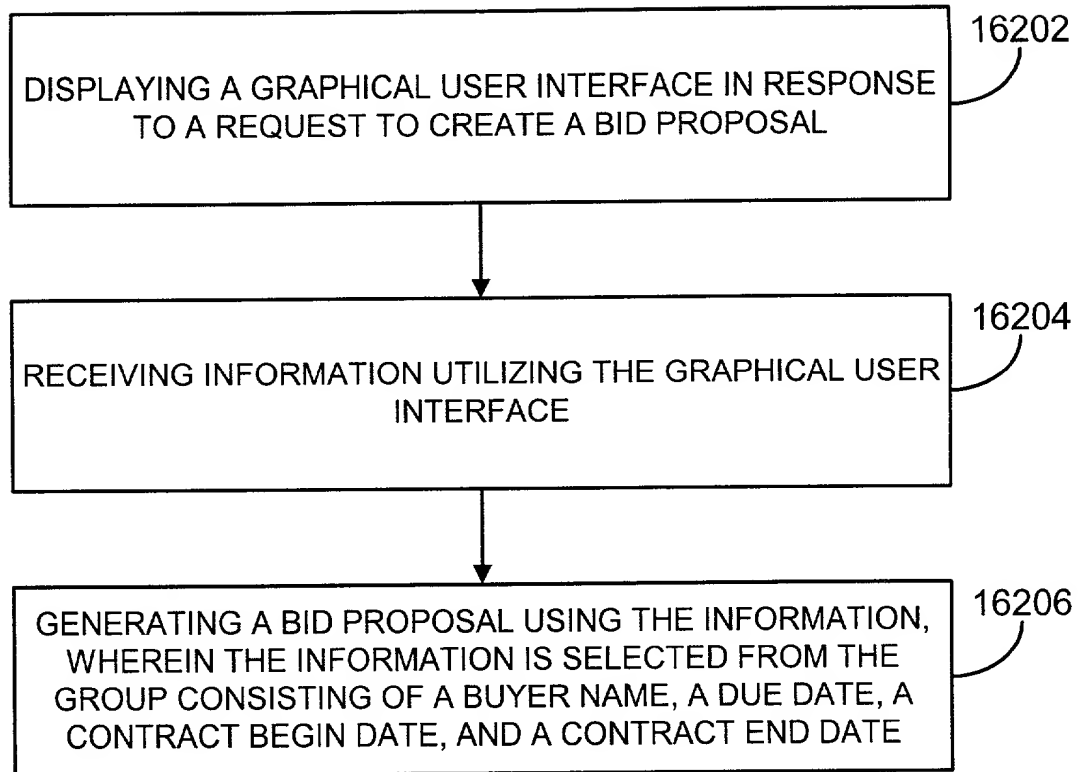 16202
DISPLAYING A GRAPHICAL USER INTERFACE IN RESPONSE
TO A REQUEST TO CREATE A BID PROPOSAL
16204
RECEIVING INFORMATION UTILIZING THE GRAPHICAL USER
INTERFACE
16206
GENERATING A BID PROPOSAL USING THE INFORMATION,
WHEREIN THE INFORMATION IS SELECTED FROM THE
GROUP CONSISTING OF A BUYER NAME, A DUE DATE, A
CONTRACT BEGIN DATE, AND A CONTRACT END DATE